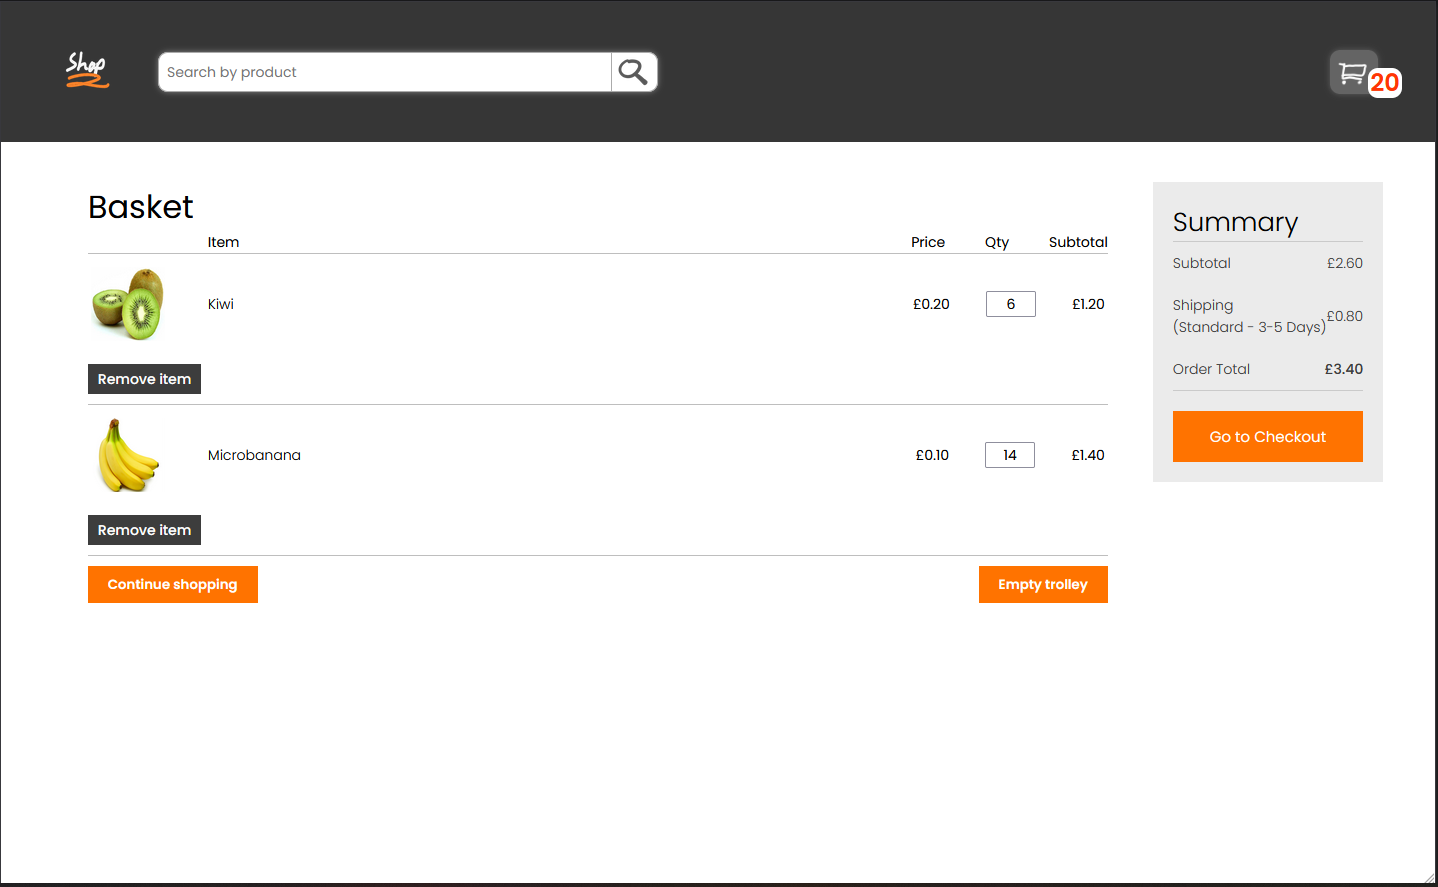 Shop
Search by product
20
Basket
Item Price Qty Subtotal
Kiwi £0.20 6 £1.20
Remove item
Microbanana £0.10 14 £1.40
Remove item
Continue shopping Empty trolley
Summary
Subtotal £2.60
Shipping
(Standard - 3-5 Days) £0.80
Order Total £3.40
Go to Checkout